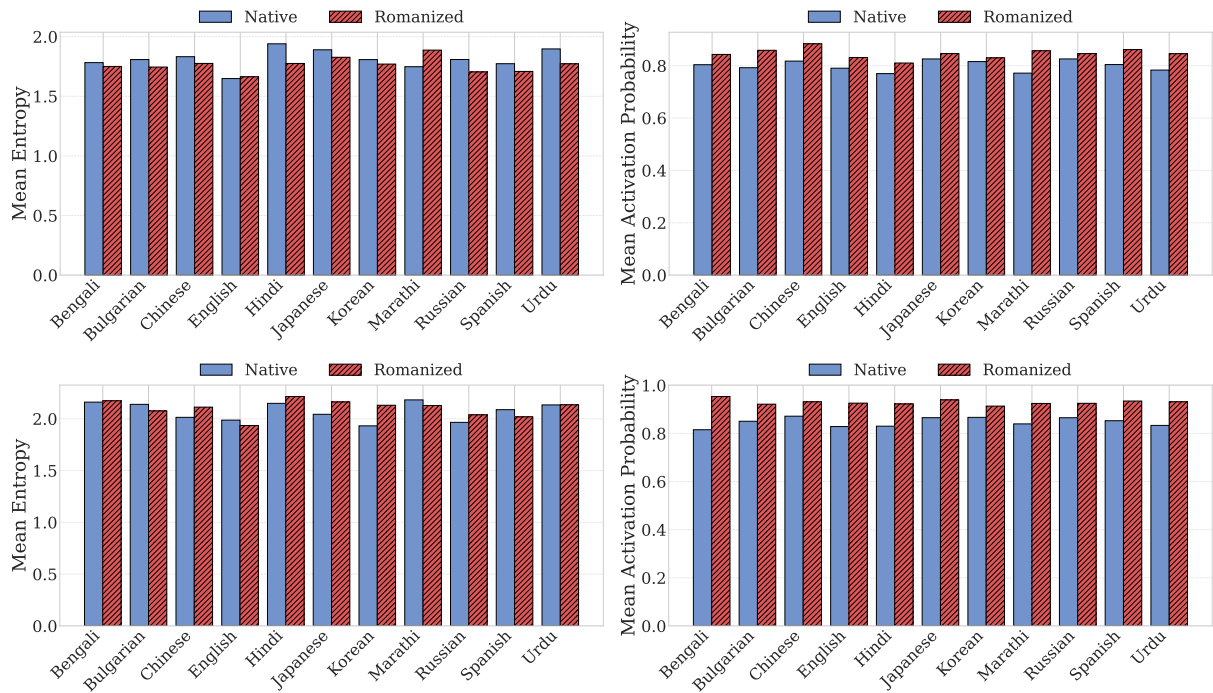 Native Romanized
Mean Entropy
2.0
1.5
1.0
0.5
0.0
Bengali
Bulgarian
Chinese
English
Hindi
Japanese
Korean
Marathi
Russian
Spanish
Urdu
Native Romanized
Mean Activation Probability
0.8
0.6
0.4
0.2
0.0
Bengali
Bulgarian
Chinese
English
Hindi
Japanese
Korean
Marathi
Russian
Spanish
Urdu
Native Romanized
Mean Entropy
2.0
1.5
1.0
0.5
0.0
Bengali
Bulgarian
Chinese
English
Hindi
Japanese
Korean
Marathi
Russian
Spanish
Urdu
Native Romanized
Mean Activation Probability
1.0
0.8
0.6
0.4
0.2
0.0
Bengali
Bulgarian
Chinese
English
Hindi
Japanese
Korean
Marathi
Russian
Spanish
Urdu